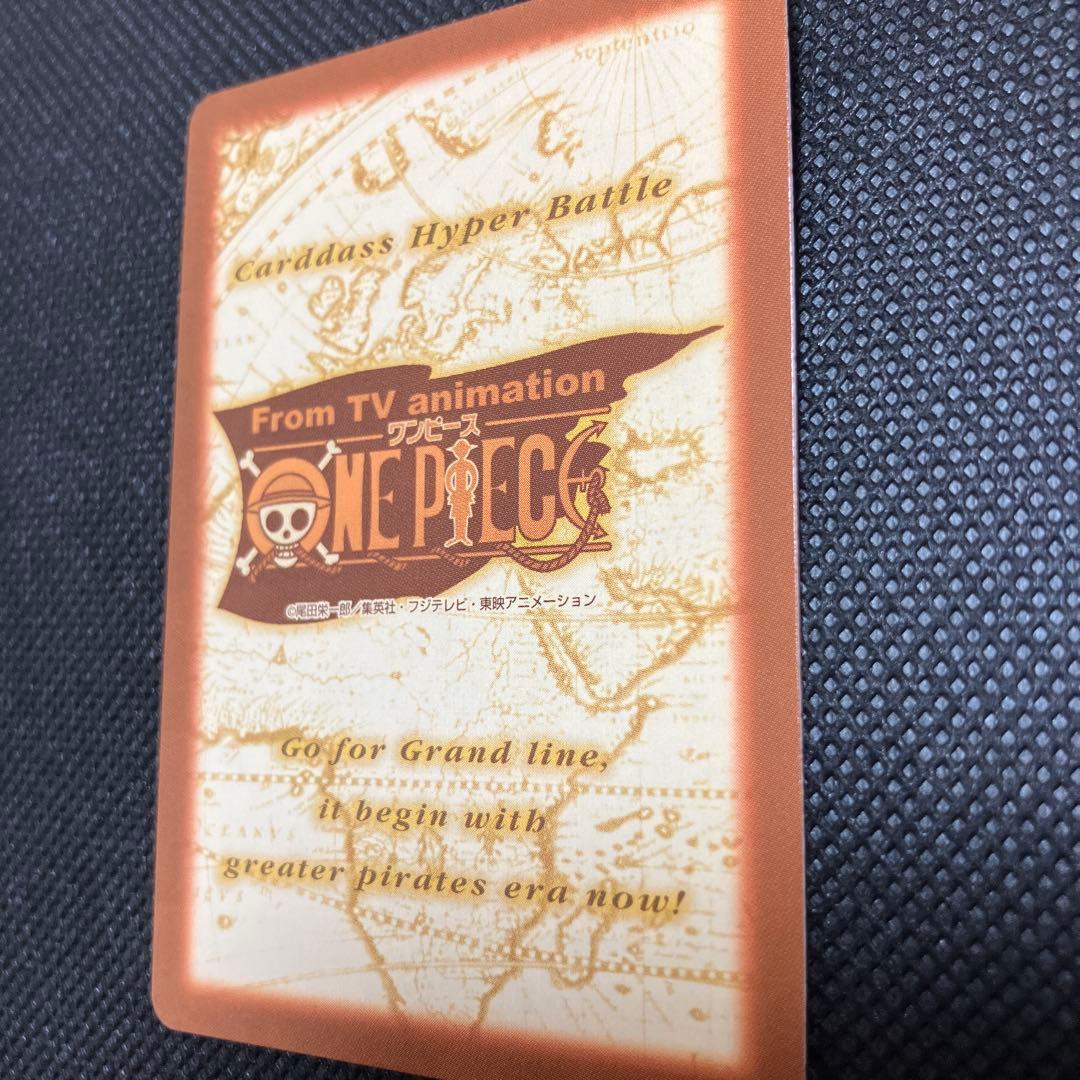 Septentrio
Carddass Hyper Battle
From TV animation
ワンピース
ONE PIECE
©尾田栄一郎／集英社・フジテレビ・東映アニメーション
Go for Grand line,
it begin with
greater pirates era now!